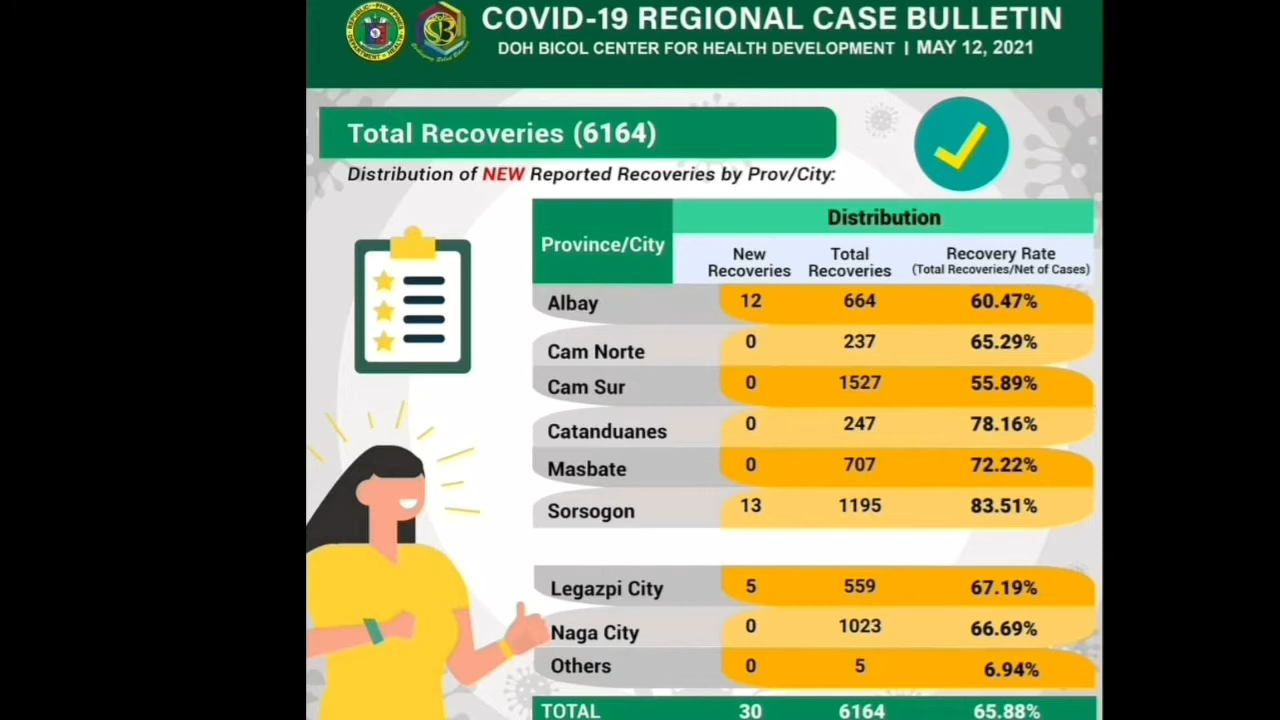 COVID-19 REGIONAL CASE BULLETIN
DOH BICOL CENTER FOR HEALTH DEVELOPMENT | MAY 12, 2021
Total Recoveries (6164)
Distribution of NEW Reported Recoveries by Prov/City:
Province/City
Distribution
New Recoveries
Total Recoveries
Recovery Rate
(Total Recoveries/Net of Cases)
Albay 12 664 60.47%
Cam Norte 0 237 65.29%
Cam Sur 0 1527 55.89%
Catanduanes 0 247 78.16%
Masbate 0 707 72.22%
Sorsogon 13 1195 83.51%
Legazpi City 5 559 67.19%
Naga City 0 1023 66.69%
Others 0 5 6.94%
TOTAL 30 6164 65.88%